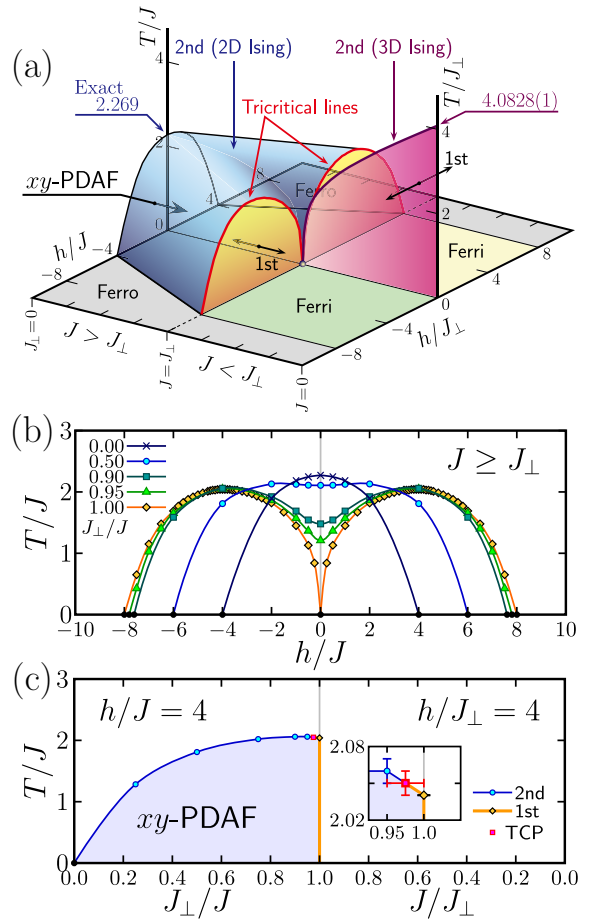 (a)
T/J
2nd (2D Ising)
2nd (3D Ising)
T/J⊥
Exact
2.269
Tricritical lines
4.0828(1)
4
4
2
8
1st
xy-PDAF
4
Ferro
2
0
h/J
-4
-8
1st
Ferro
Ferri
Ferri
0
4
8
-4
-8
h/J⊥
J⊥=0
J > J⊥
J=J⊥
J < J⊥
J=0
(b)
3
2
1
0
T/J
0.00
0.50
0.90
0.95
1.00
J⊥/J
J ≥ J⊥
−10 −8 −6 −4 −2 0 2 4 6 8 10
h/J
(c)
3
2
1
0
T/J
h/J = 4
h/J⊥ = 4
xy-PDAF
2.08
2.02
0.95 1.0
2nd
1st
TCP
0.0 0.2 0.4 0.6 0.8 1.0 0.8 0.6 0.4 0.2 0.0
J⊥/J
J/J⊥